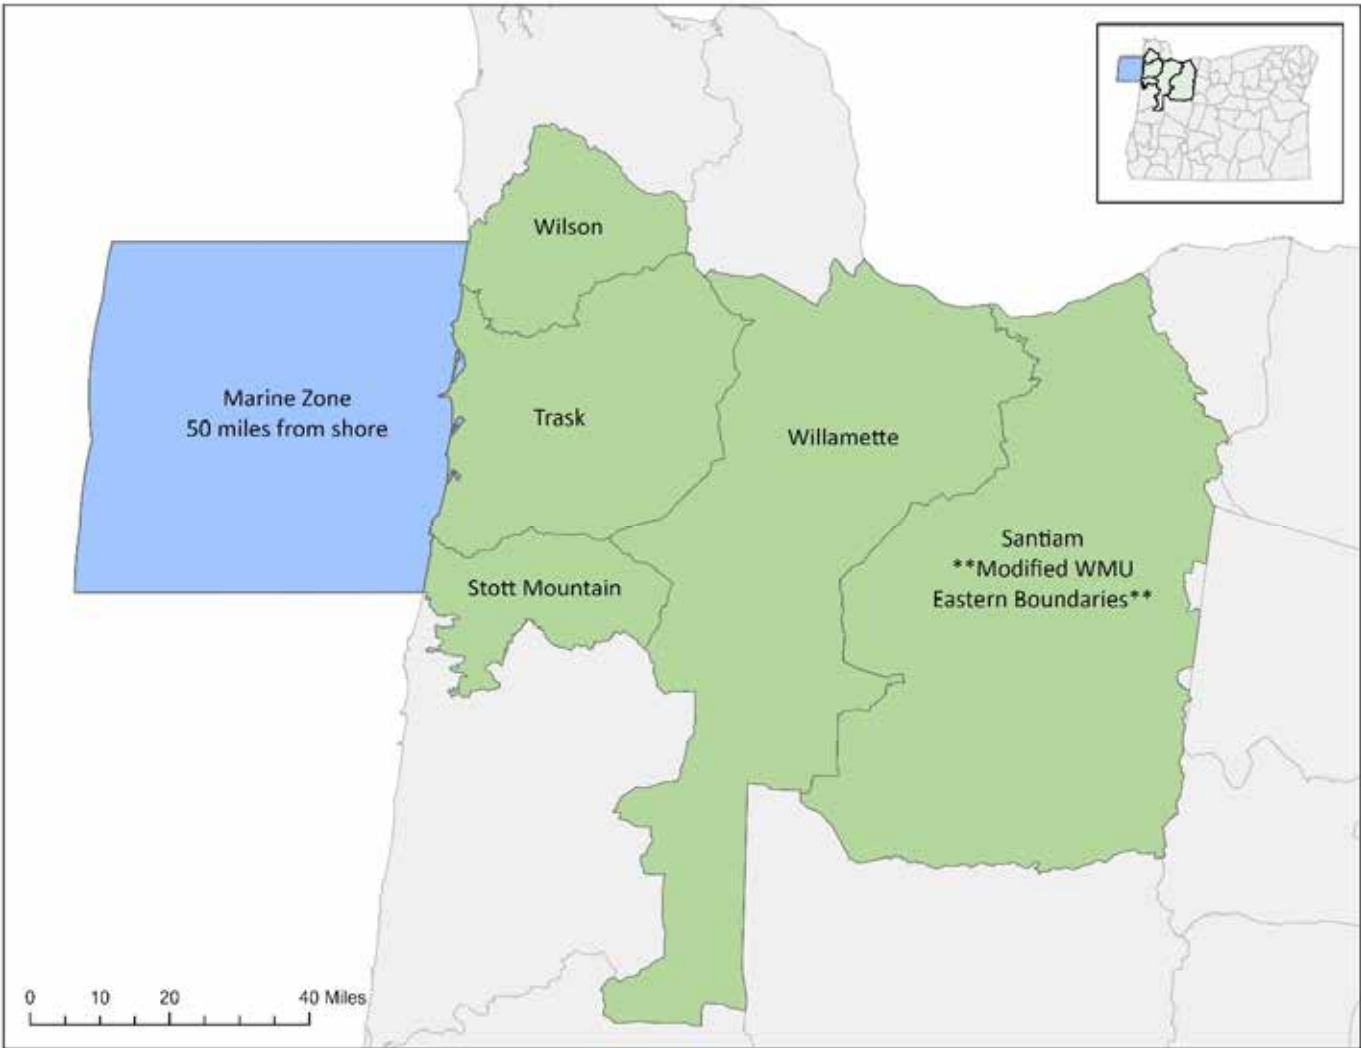 Wilson
Marine Zone
50 miles from shore
Trask
Willamette
Santiam
**Modified WMU
Eastern Boundaries**
Stott Mountain
0 10 20 40 Miles